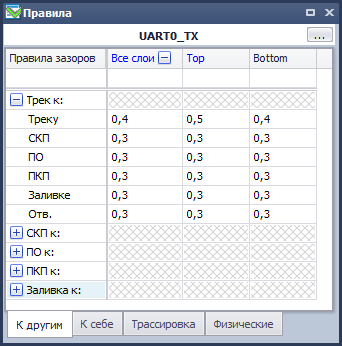 Правила
UART0_TX
...
Правила зазоров Все слои Top Bottom
Трек к:
Треку 0,4 0,5 0,4
СКП 0,3 0,3 0,3
ПО 0,3 0,3 0,3
ПКП 0,3 0,3 0,3
Заливке 0,3 0,3 0,3
Отв. 0,3 0,3 0,3
СКП к:
ПО к:
ПКП к:
Заливка к:
К другим К себе Трассировка Физические